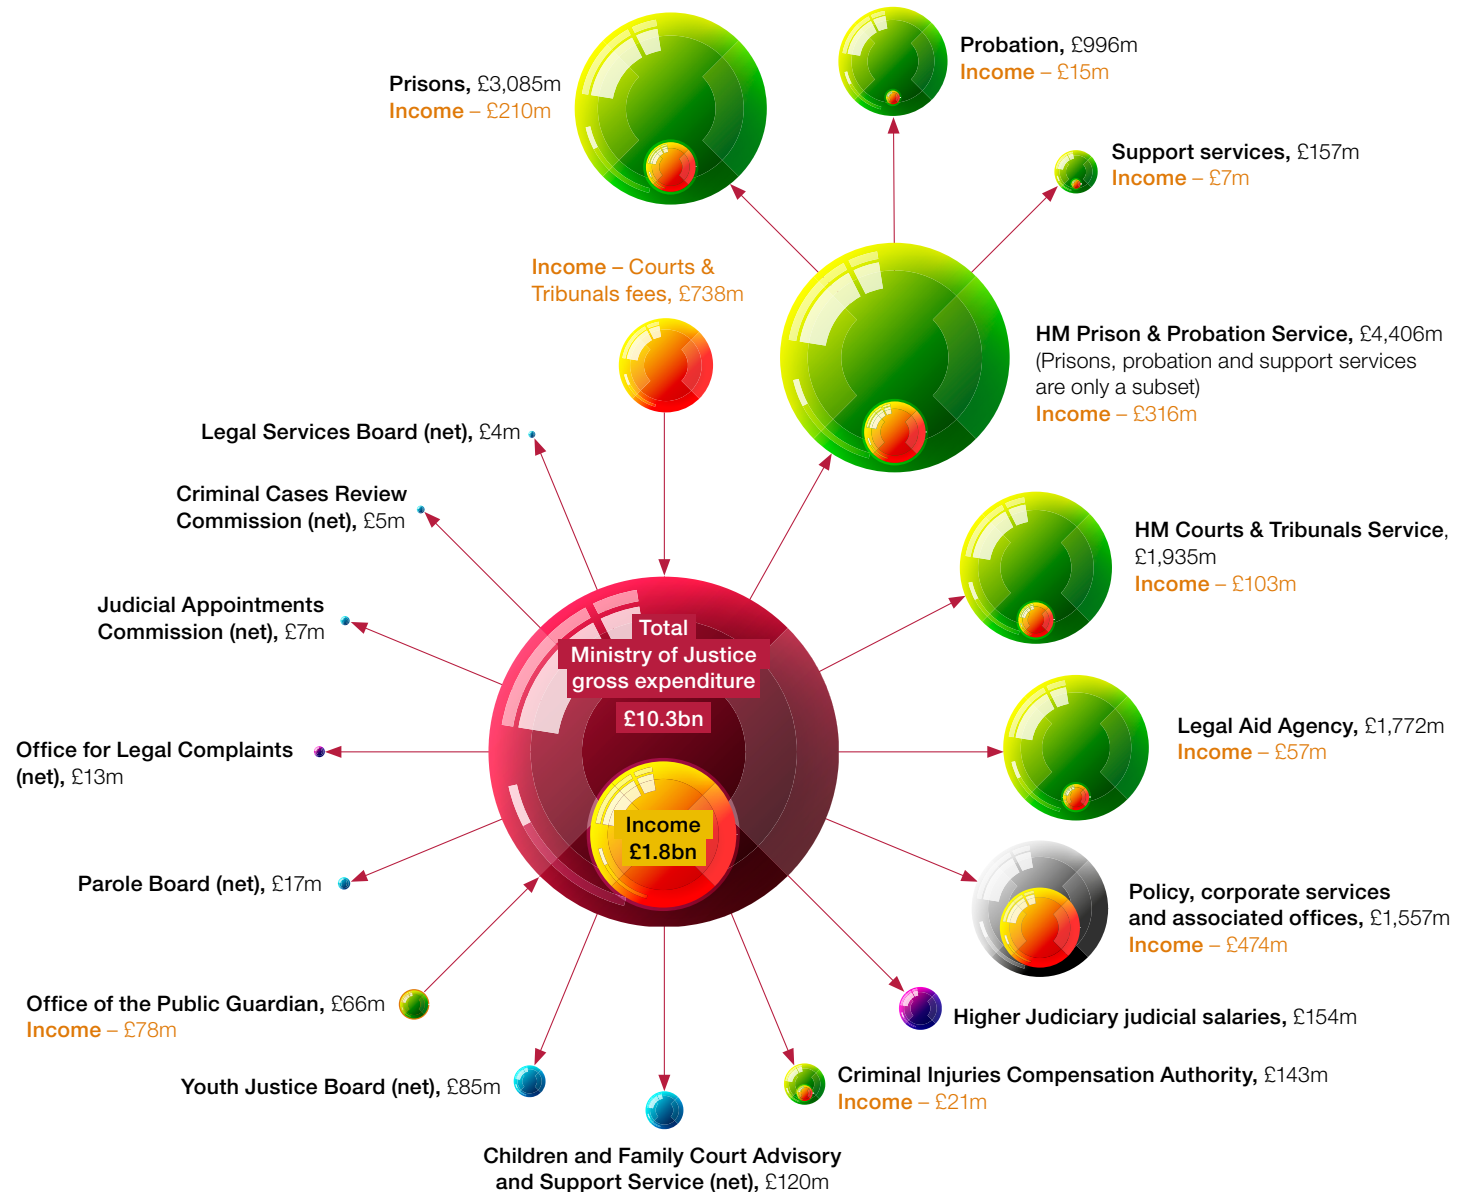 Prisons, £3,085m
Income – £210m
Probation, £996m
Income – £15m
Support services, £157m
Income – £7m
Income – Courts &
Tribunals fees, £738m
HM Prison & Probation Service, £4,406m
(Prisons, probation and support services
are only a subset)
Income – £316m
Legal Services Board (net), £4m
Criminal Cases Review
Commission (net), £5m
HM Courts & Tribunals Service,
£1,935m
Income – £103m
Judicial Appointments
Commission (net), £7m
Total
Ministry of Justice
gross expenditure
£10.3bn
Income
£1.8bn
Legal Aid Agency, £1,772m
Income – £57m
Office for Legal Complaints
(net), £13m
Parole Board (net), £17m
Policy, corporate services
and associated offices, £1,557m
Income – £474m
Office of the Public Guardian, £66m
Income – £78m
Higher Judiciary judicial salaries, £154m
Youth Justice Board (net), £85m
Criminal Injuries Compensation Authority, £143m
Income – £21m
Children and Family Court Advisory
and Support Service (net), £120m